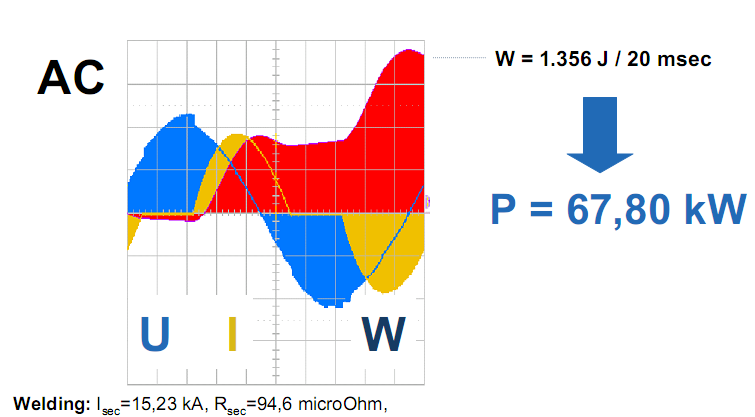 AC
W = 1.356 J / 20 msec
P = 67,80 kW
U I W
Welding: Isec=15,23 kA, Rsec=94,6 microOhm,